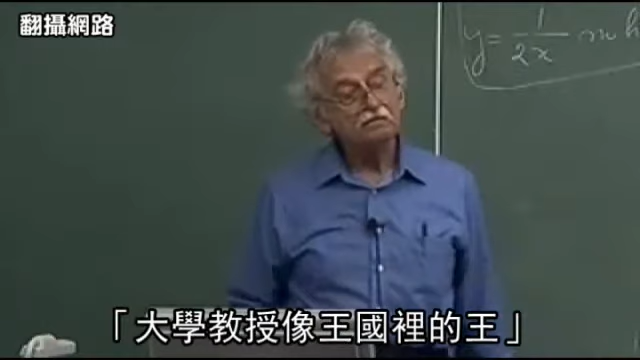 翻攝網路
y = 1/2x m
「大學教授像王國裡的王」